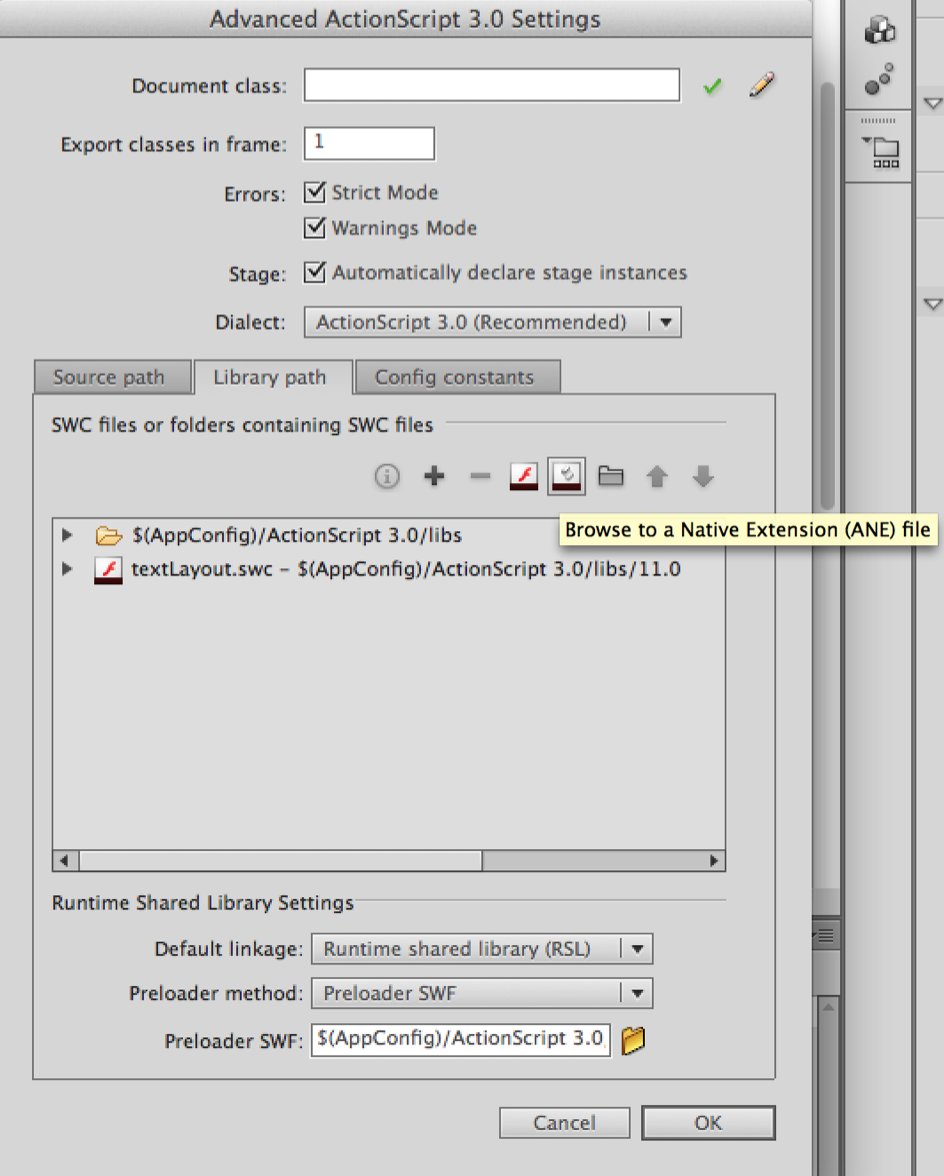 Advanced ActionScript 3.0 Settings
Document class:
Export classes in frame: 1
Errors: Strict Mode
Warnings Mode
Stage: Automatically declare stage instances
Dialect: ActionScript 3.0 (Recommended)
Source path Library path Config constants
SWC files or folders containing SWC files
Browse to a Native Extension (ANE) file
$(AppConfig)/ActionScript 3.0/libs
textLayout.swc – $(AppConfig)/ActionScript 3.0/libs/11.0
Runtime Shared Library Settings
Default linkage: Runtime shared library (RSL)
Preloader method: Preloader SWF
Preloader SWF: $(AppConfig)/ActionScript 3.0
Cancel OK